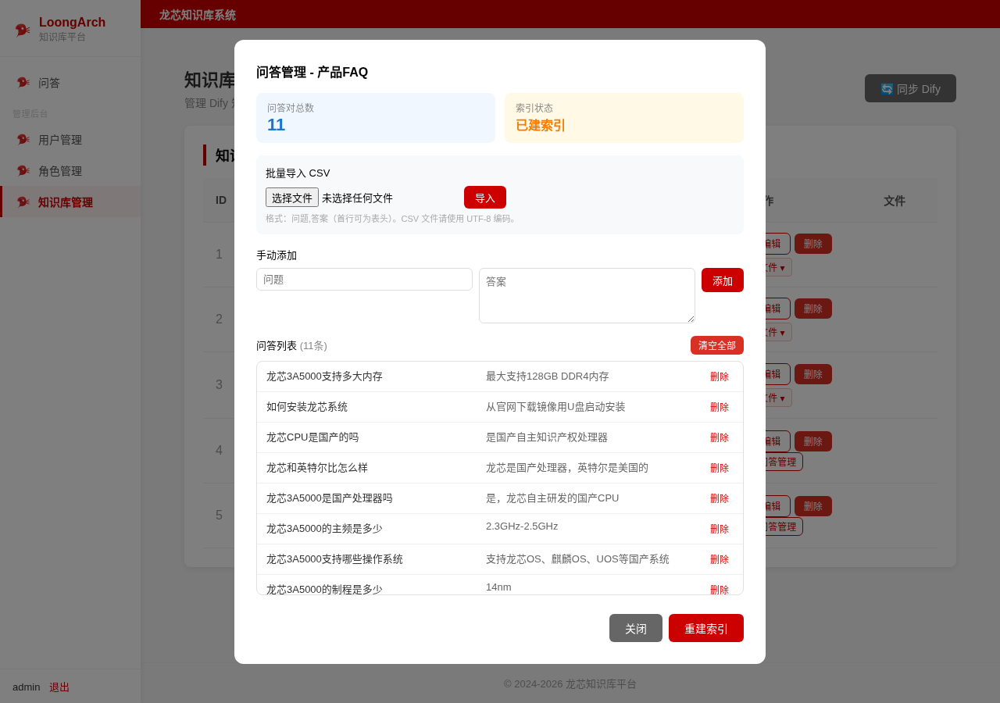 LoongArch
知识库平台
龙芯知识库系统
问答
管理后台
用户管理
角色管理
知识库管理
admin 退出
知识库
管理 Dify
🔄 同步 Dify
ID
文件
1
2
3
4
5
编辑 删除
文件 ▾
编辑 删除
文件 ▾
编辑 删除
文件 ▾
编辑 删除
问答管理
编辑 删除
问答管理
问答管理 - 产品FAQ
问答对总数
11
索引状态
已建索引
批量导入 CSV
选择文件 未选择任何文件 导入
格式：问题,答案（首行可为表头）。CSV 文件请使用 UTF-8 编码。
手动添加
问题 答案 添加
问答列表 (11条) 清空全部
龙芯3A5000支持多大内存 最大支持128GB DDR4内存 删除
如何安装龙芯系统 从官网下载镜像用U盘启动安装 删除
龙芯CPU是国产的吗 是国产自主知识产权处理器 删除
龙芯和英特尔比怎么样 龙芯是国产处理器，英特尔是美国的 删除
龙芯3A5000是国产处理器吗 是，龙芯自主研发的国产CPU 删除
龙芯3A5000的主频是多少 2.3GHz-2.5GHz 删除
龙芯3A5000支持哪些操作系统 支持龙芯OS、麒麟OS、UOS等国产系统 删除
龙芯3A5000的制程是多少 14nm 删除
关闭 重建索引
© 2024-2026 龙芯知识库平台